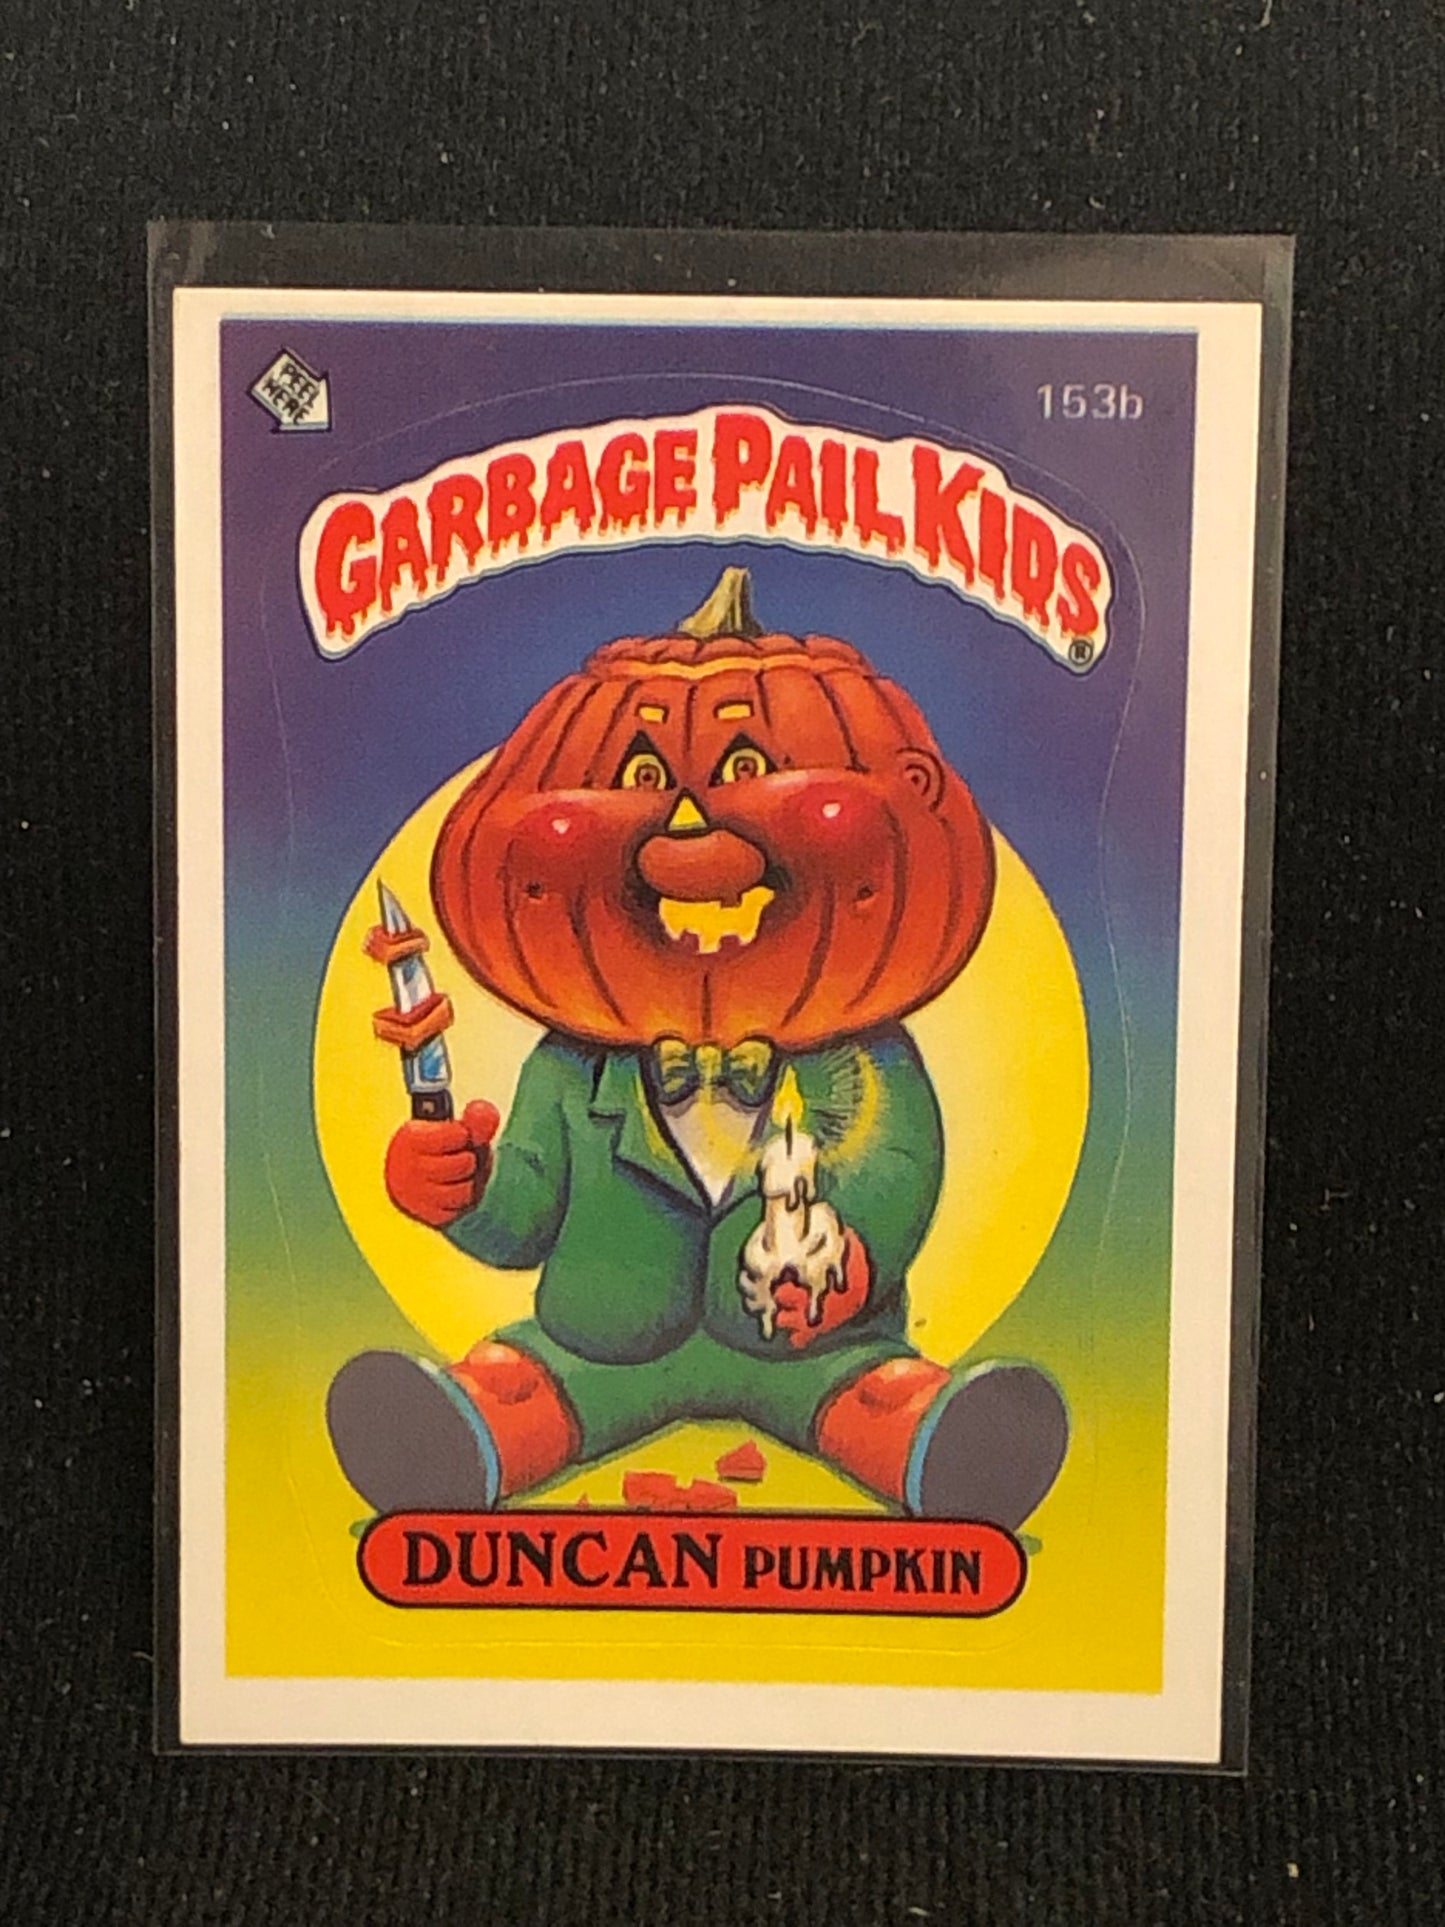 PEEL
HERE
153b
GARBAGE PAIL KIDS
®
DUNCAN PUMPKIN